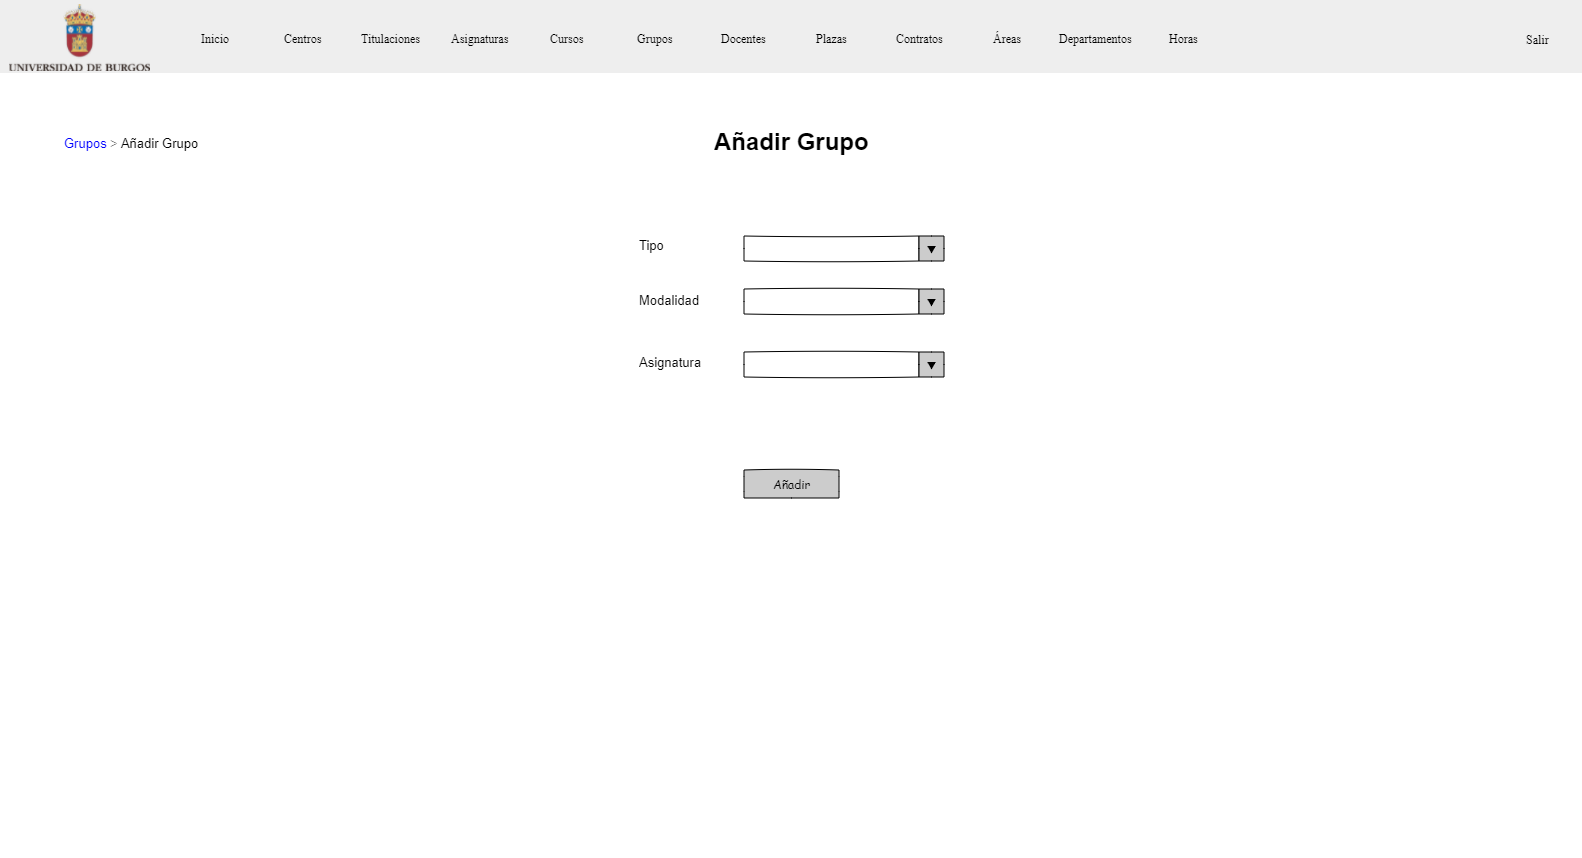 Inicio Centros Titulaciones Asignaturas Cursos Grupos Docentes Plazas Contratos Áreas Departamentos Horas Salir
UNIVERSIDAD DE BURGOS
Grupos > Añadir Grupo
Añadir Grupo
Tipo
Modalidad
Asignatura
Añadir